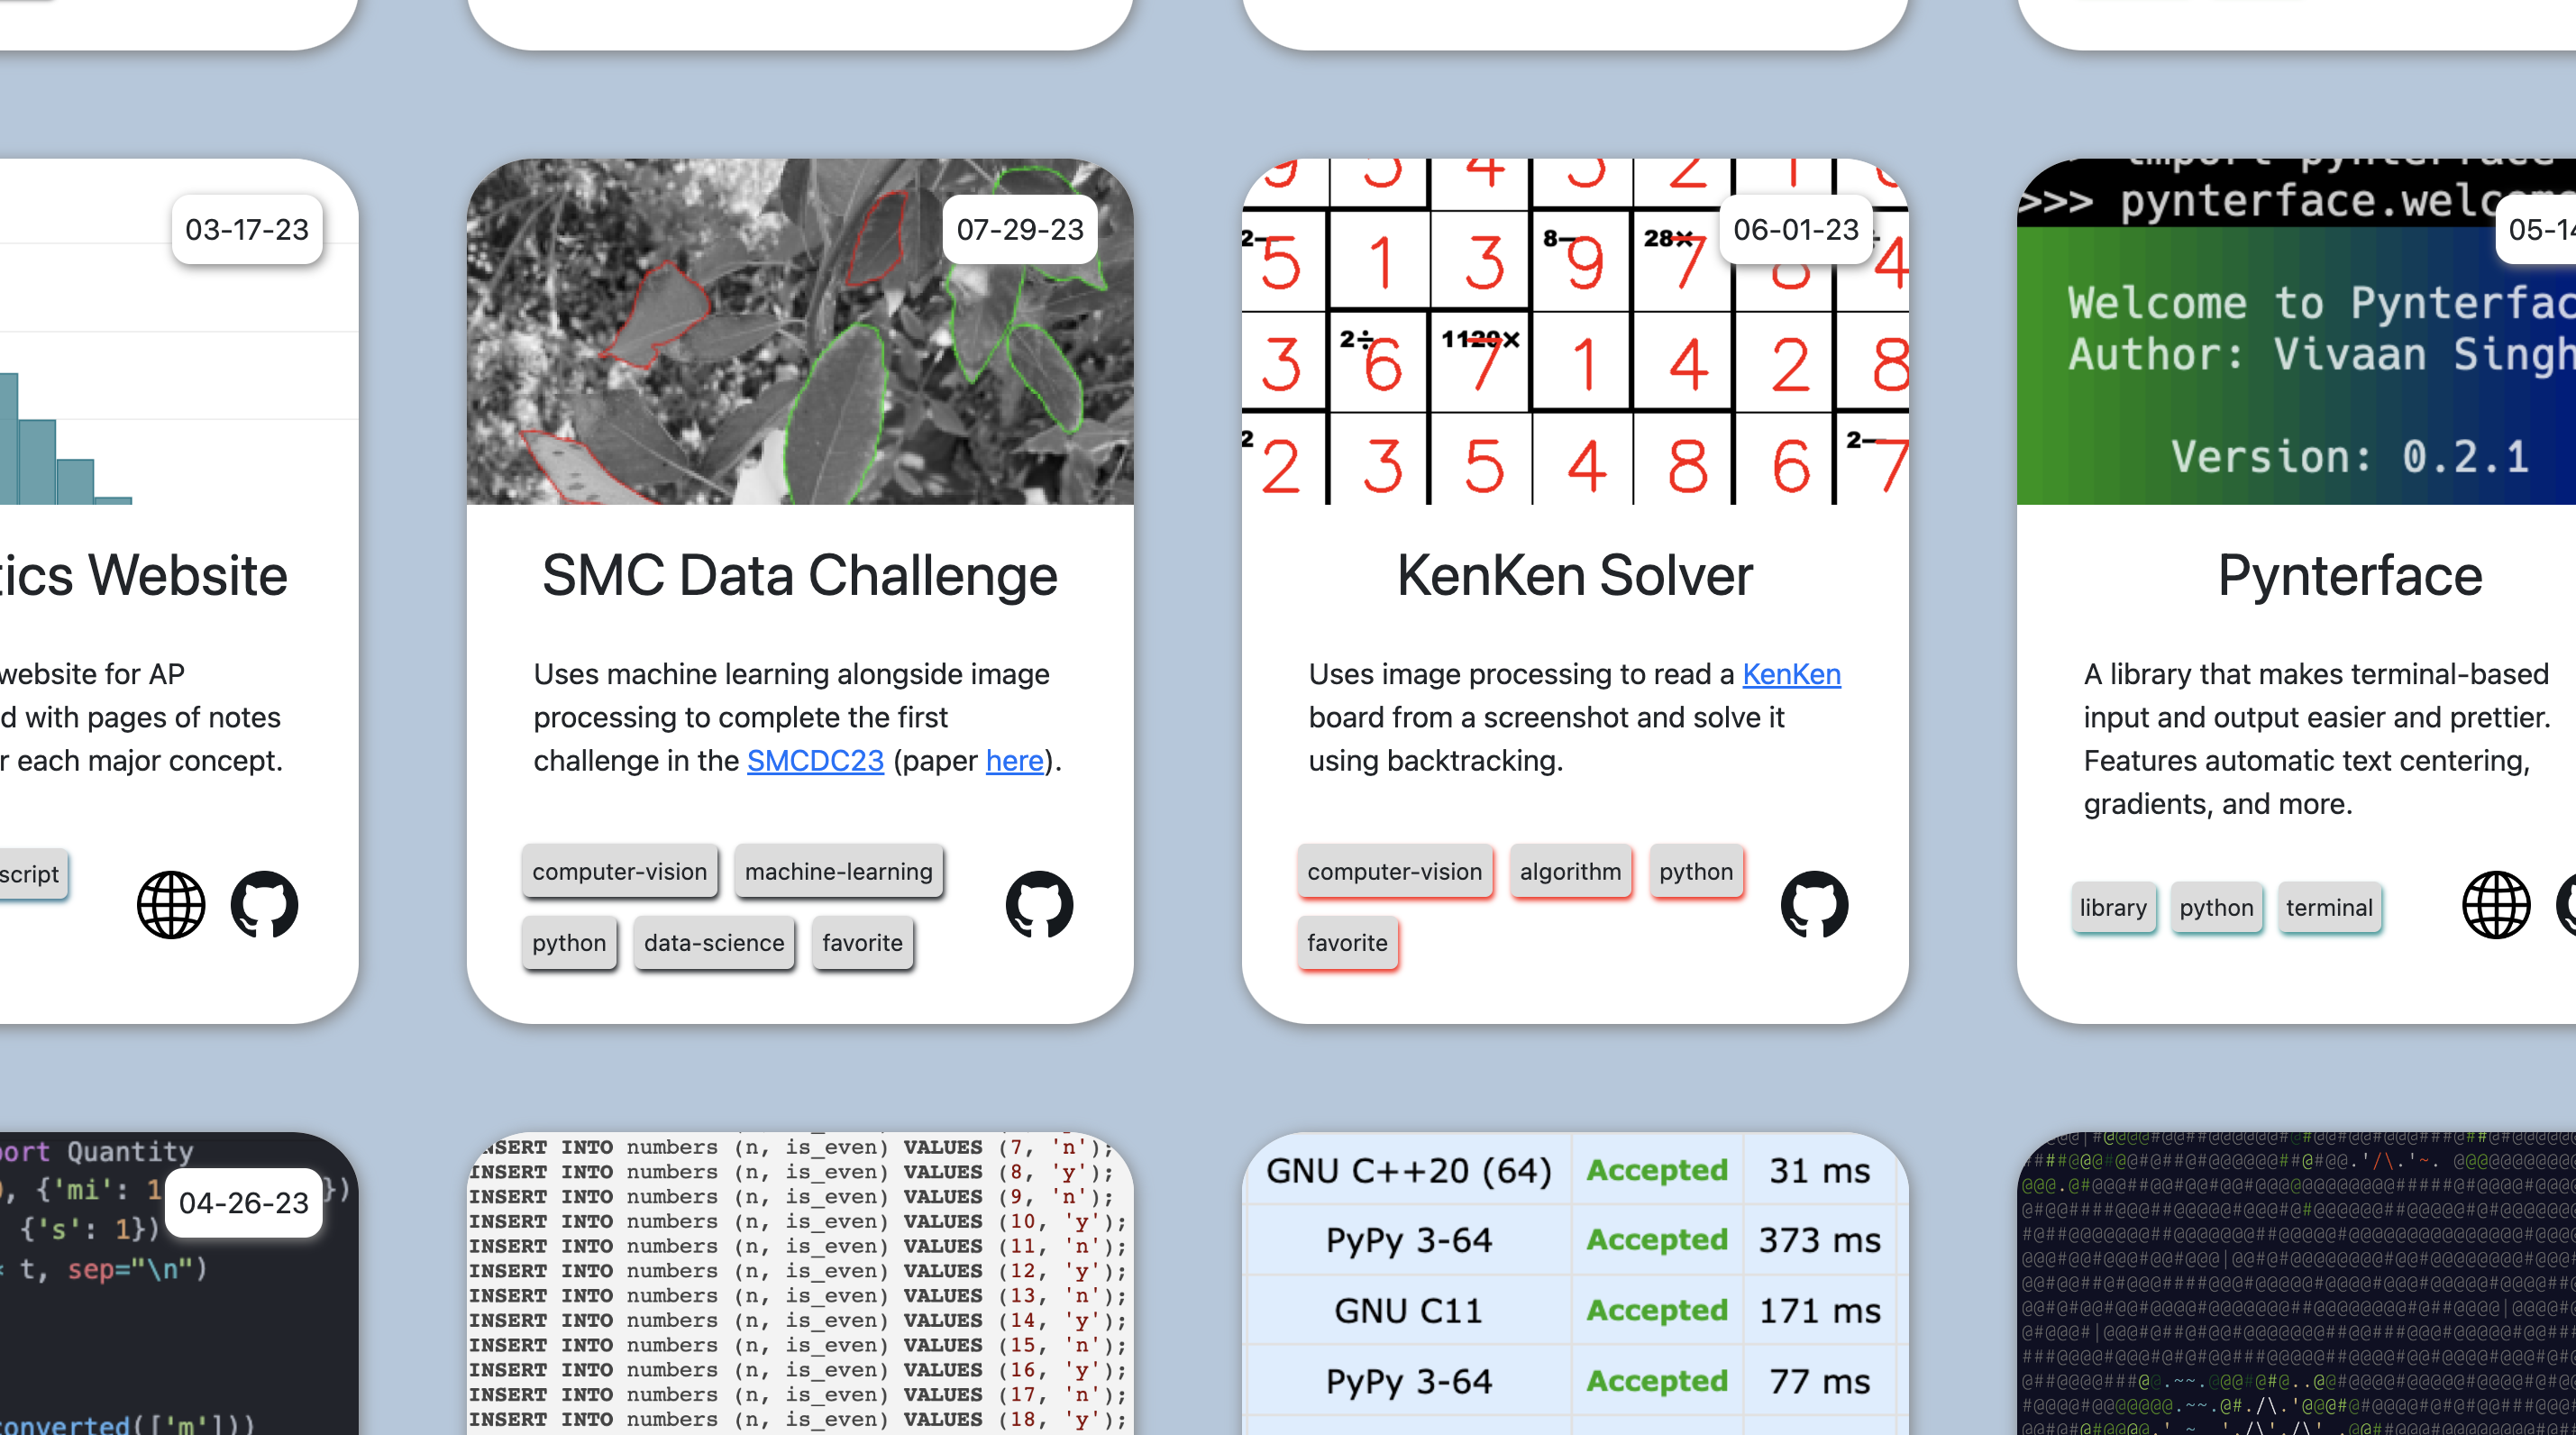 03-17-23
tics Website
website for AP
d with pages of notes
r each major concept.
script
07-29-23
SMC Data Challenge
Uses machine learning alongside image
processing to complete the first
challenge in the SMCDC23 (paper here).
computer-vision
machine-learning
python
data-science
favorite
9 5 4 3 2 1
2− 5 1 3 8− 9 28× 7 4
06-01-23
3 2÷ 6 1120× 7 1 4 2 8
2 2 3 5 4 8 6 2− 7
KenKen Solver
Uses image processing to read a KenKen
board from a screenshot and solve it
using backtracking.
computer-vision
algorithm
python
favorite
import pynterface
>>> pynterface.welc
05-14
Welcome to Pynterfac
Author: Vivaan Singh
Version: 0.2.1
Pynterface
A library that makes terminal-based
input and output easier and prettier.
Features automatic text centering,
gradients, and more.
library
python
terminal
port Quantity
, {'mi': 1 })
04-26-23
{'s': 1})
t, sep="\n")
converted(['m']))
INSERT INTO numbers (n, is_even) VALUES (7, 'n');
INSERT INTO numbers (n, is_even) VALUES (8, 'y');
INSERT INTO numbers (n, is_even) VALUES (9, 'n');
INSERT INTO numbers (n, is_even) VALUES (10, 'y');
INSERT INTO numbers (n, is_even) VALUES (11, 'n');
INSERT INTO numbers (n, is_even) VALUES (12, 'y');
INSERT INTO numbers (n, is_even) VALUES (13, 'n');
INSERT INTO numbers (n, is_even) VALUES (14, 'y');
INSERT INTO numbers (n, is_even) VALUES (15, 'n');
INSERT INTO numbers (n, is_even) VALUES (16, 'y');
INSERT INTO numbers (n, is_even) VALUES (17, 'n');
INSERT INTO numbers (n, is_even) VALUES (18, 'y');
GNU C++20 (64) Accepted 31 ms
PyPy 3-64 Accepted 373 ms
GNU C11 Accepted 171 ms
PyPy 3-64 Accepted 77 ms